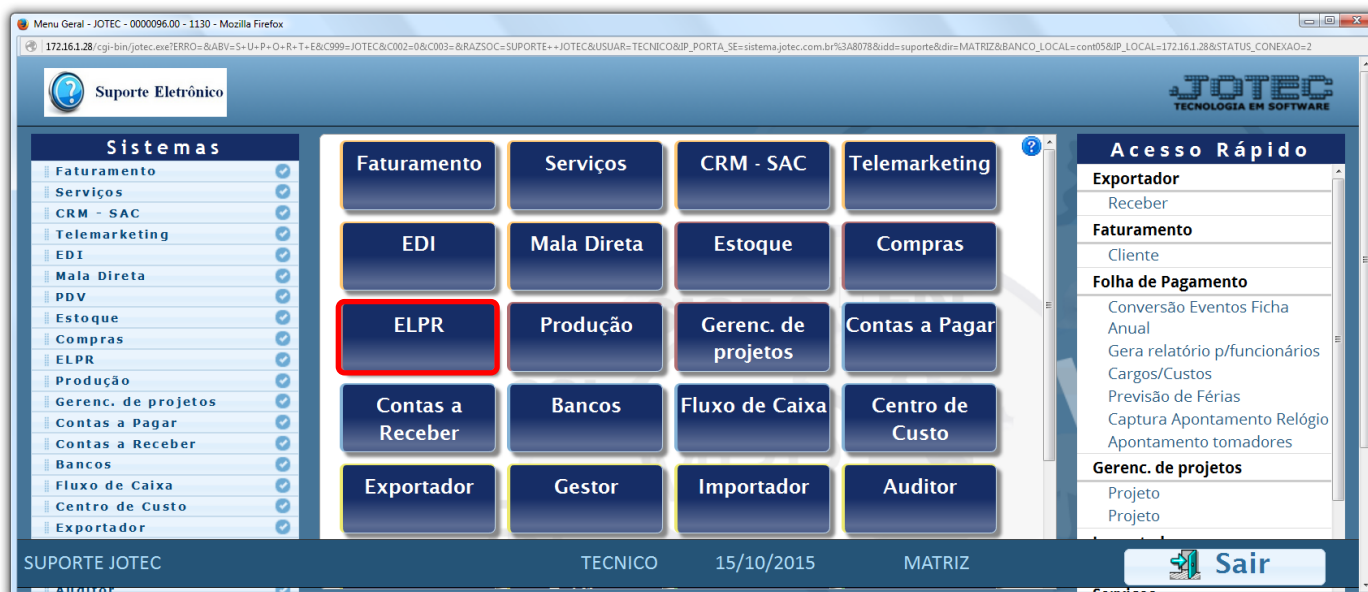 Menu Geral - JOTEC - 0000096.00 - 1130 - Mozilla Firefox
172.16.1.28/cgi-bin/jotec.exe?ERRO=&ABV=S+U+P+O+R+T+E&C999=JOTEC&C002=0&C003=&RAZSOC=SUPORTE++JOTEC&USUAR=TECNICO&IP_PORTA_SE=sistema.jotec.com.br%3A8078&idd=suporte&dir=MATRIZ&BANCO_LOCAL=cont05&IP_LOCAL=172.16.1.28&STATUS_CONEXAO=2
Suporte Eletrônico
JOTEC
TECNOLOGIA EM SOFTWARE
Sistemas
Faturamento
Serviços
CRM - SAC
Telemarketing
EDI
Mala Direta
PDV
Estoque
Compras
ELPR
Produção
Gerenc. de projetos
Contas a Pagar
Contas a Receber
Bancos
Fluxo de Caixa
Centro de Custo
Exportador
Auditor
Faturamento
Serviços
CRM - SAC
Telemarketing
EDI
Mala Direta
Estoque
Compras
ELPR
Produção
Gerenc. de
projetos
Contas a Pagar
Contas a
Receber
Bancos
Fluxo de Caixa
Centro de
Custo
Exportador
Gestor
Importador
Auditor
Acesso Rápido
Exportador
Receber
Faturamento
Cliente
Folha de Pagamento
Conversão Eventos Ficha
Anual
Gera relatório p/funcionários
Cargos/Custos
Previsão de Férias
Captura Apontamento Relógio
Apontamento tomadores
Gerenc. de projetos
Projeto
Projeto
SUPORTE JOTEC
TECNICO
15/10/2015
MATRIZ
Sair